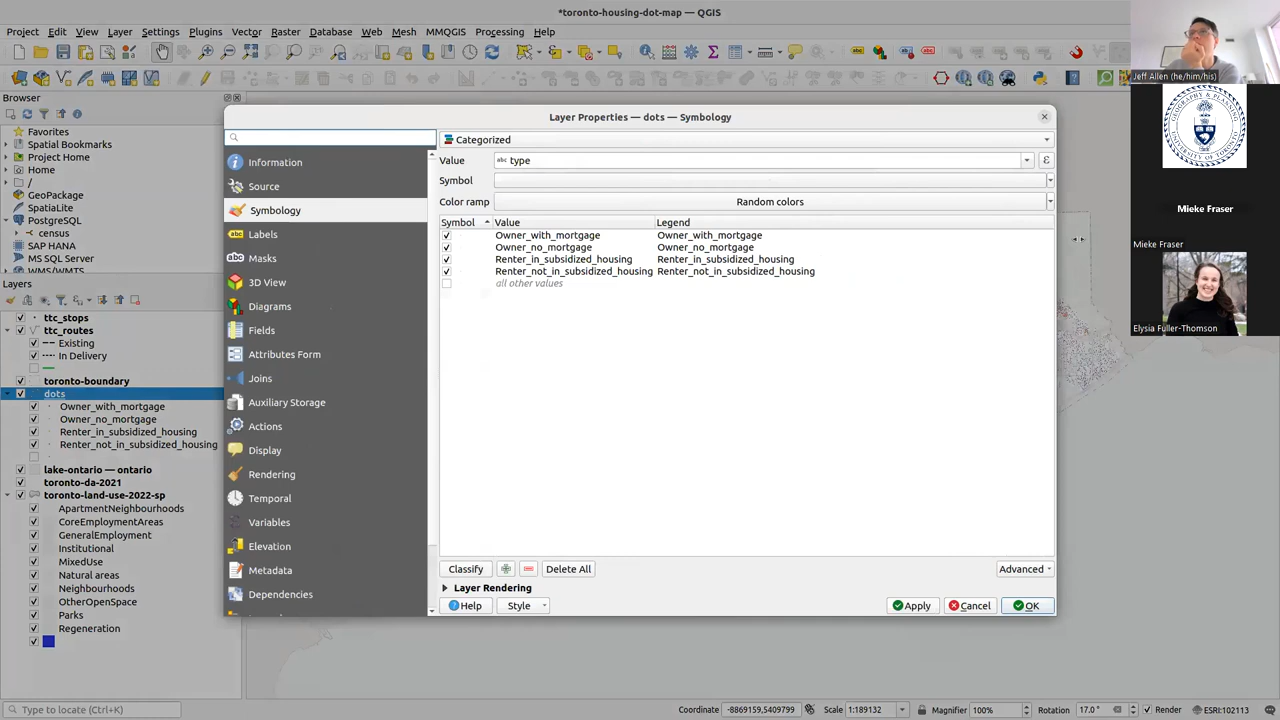 *toronto-housing-dot-map — QGIS
Project Edit View Layer Settings Plugins Vector Raster Database Web Mesh MMQGIS Processing Help
Browser
Favorites
Spatial Bookmarks
Project Home
Home
/
GeoPackage
SpatiaLite
PostgreSQL
census
SAP HANA
MS SQL Server
WMS/WMTS
Layers
ttc_stops
ttc_routes
Existing
In Delivery
toronto-boundary
dots
Owner_with_mortgage
Owner_no_mortgage
Renter_in_subsidized_housing
Renter_not_in_subsidized_housing
lake-ontario — ontario
toronto-da-2021
toronto-land-use-2022-sp
ApartmentNeighbourhoods
CoreEmploymentAreas
GeneralEmployment
Institutional
MixedUse
Natural areas
Neighbourhoods
OtherOpenSpace
Parks
Regeneration
Layer Properties — dots — Symbology
Information
Source
Symbology
abc Labels
abc Masks
3D View
Diagrams
Fields
Attributes Form
Joins
Auxiliary Storage
Actions
Display
Rendering
Temporal
Variables
Elevation
Metadata
Dependencies
Categorized
Value abc type ε
Symbol
Color ramp Random colors
Symbol Value Legend
Owner_with_mortgage Owner_with_mortgage
Owner_no_mortgage Owner_no_mortgage
Renter_in_subsidized_housing Renter_in_subsidized_housing
Renter_not_in_subsidized_housing Renter_not_in_subsidized_housing
all other values
Classify Delete All Advanced
Layer Rendering
Help Style Apply Cancel OK
Jeff Allen (he/him/his)
Mieke Fraser
Mieke Fraser
Elysia Fuller-Thomson
Type to locate (Ctrl+K) Coordinate -8869159,5409799 Scale 1:189132 Magnifier 100% Rotation 17.0 ° Render ESRI:102113